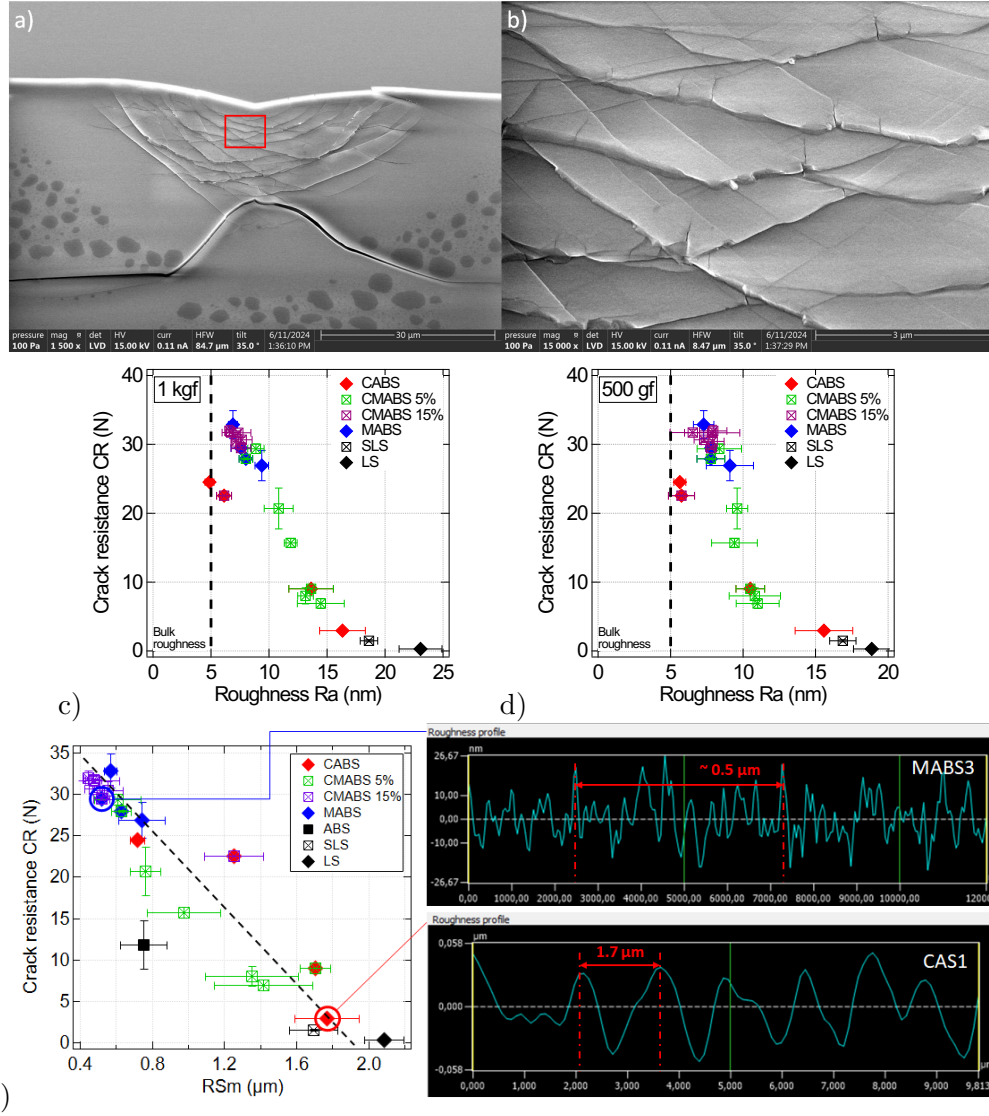 a)
b)
pressure mag ¤ det HV curr HFW tilt 6/11/2024
100 Pa 1 500 x LVD 15.00 kV 0.11 nA 84.7 µm 35.0 ° 1:36:10 PM
30 µm
pressure mag ¤ det HV curr HFW tilt 6/11/2024
100 Pa 15 000 x LVD 15.00 kV 0.11 nA 8.47 µm 35.0 ° 1:37:29 PM
3 µm
40
30
20
10
0
Crack resistance CR (N)
1 kgf
CABS
CMABS 5%
CMABS 15%
MABS
SLS
LS
Bulk
roughness
0 5 10 15 20 25
Roughness Ra (nm)
c)
40
30
20
10
0
Crack resistance CR (N)
500 gf
CABS
CMABS 5%
CMABS 15%
MABS
SLS
LS
Bulk
roughness
0 5 10 15 20
Roughness Ra (nm)
d)
35
30
25
20
15
10
5
0
Crack resistance CR (N)
CABS
CMABS 5%
CMABS 15%
MABS
ABS
SLS
LS
0.4 0.8 1.2 1.6 2.0
RSm (µm)
)
Roughness profile
nm
26,67
10,00
0,00
-10,00
-26,67
~ 0.5 µm
MABS3
0,00 1000,00 2000,00 3000,00 4000,00 5000,00 6000,00 7000,00 8000,00 9000,00 10000,00 12000
Roughness profile
µm
0,058
0,000
-0,058
1.7 µm
CAS1
0,000 1,000 2,000 3,000 4,000 5,000 6,000 7,000 8,000 9,813